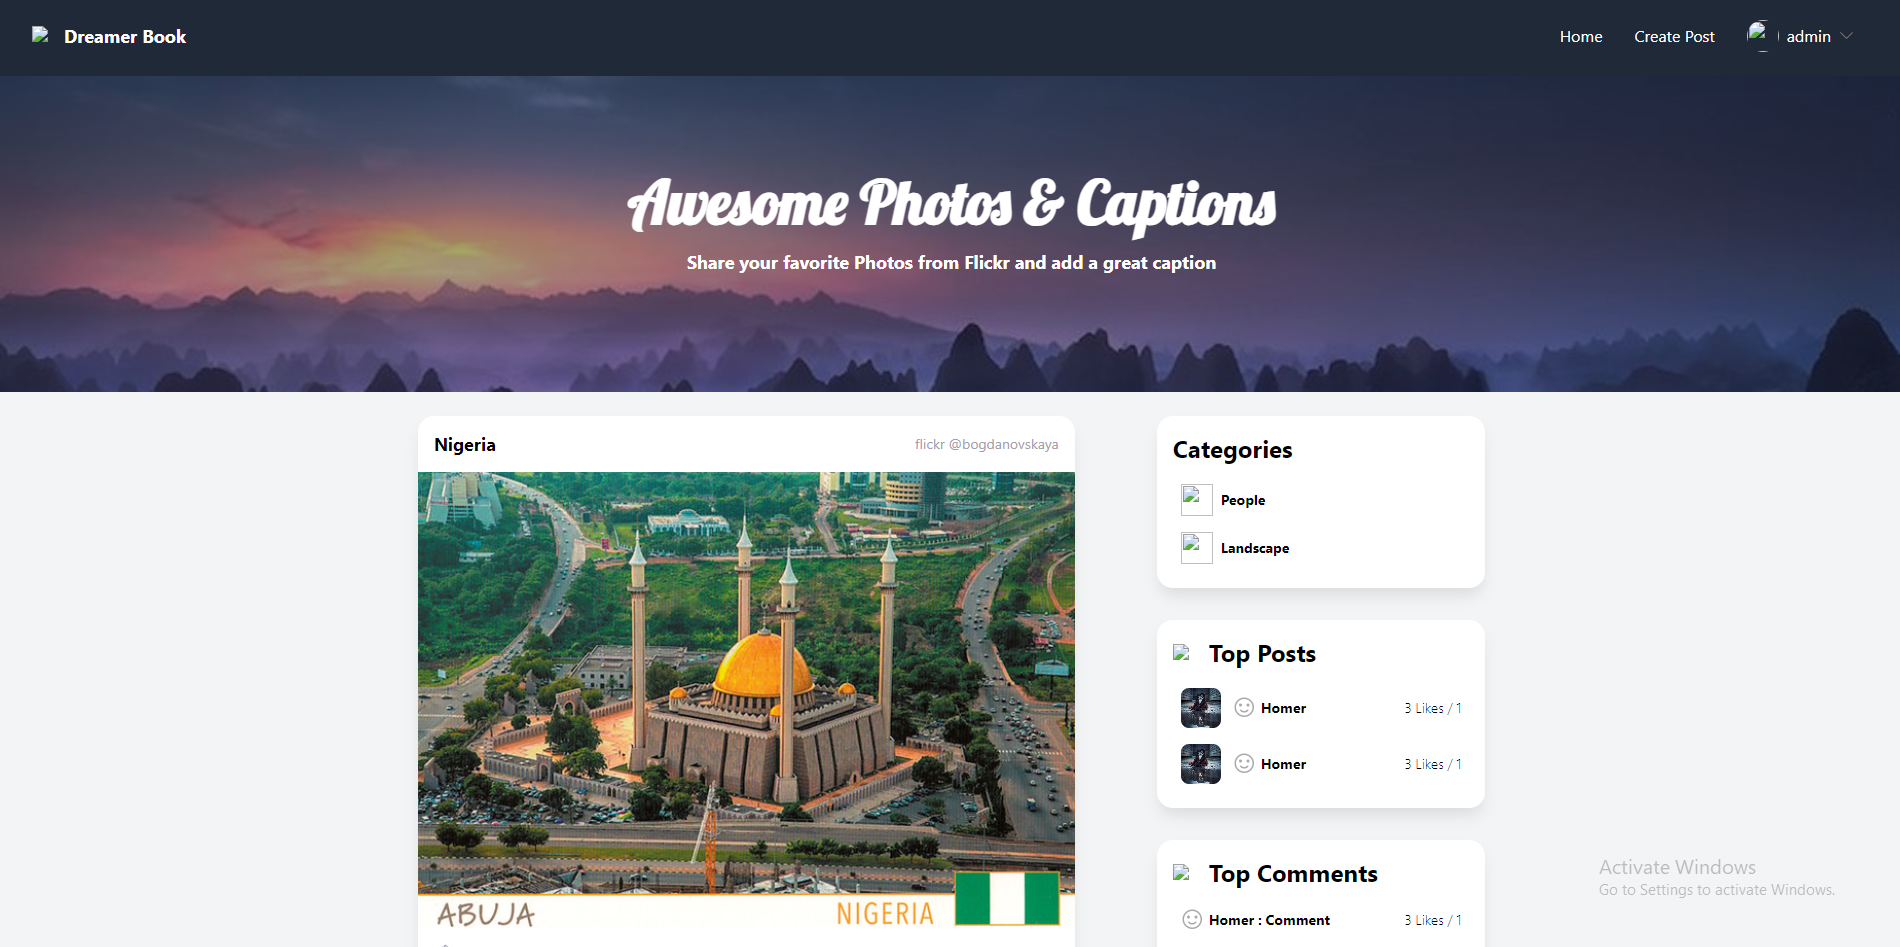 Dreamer Book
Home
Create Post
admin
Awesome Photos & Captions
Share your favorite Photos from Flickr and add a great caption
Nigeria
flickr @bogdanovskaya
ABUJA
NIGERIA
Categories
People
Landscape
Top Posts
Homer
3 Likes / 1
Homer
3 Likes / 1
Top Comments
Homer : Comment
3 Likes / 1
Activate Windows
Go to Settings to activate Windows.